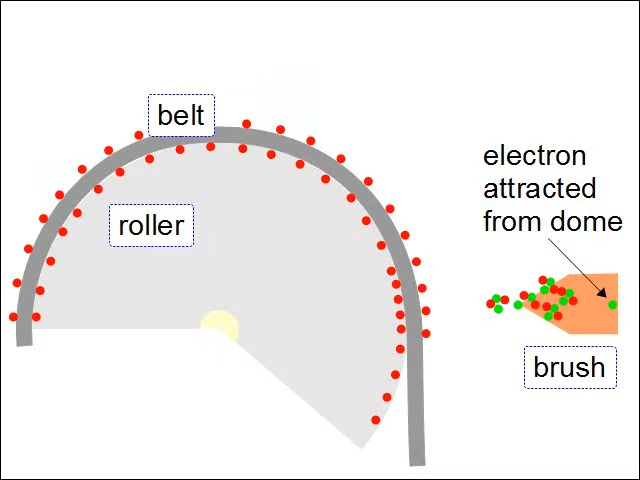 belt
electron
attracted
from dome
roller
brush